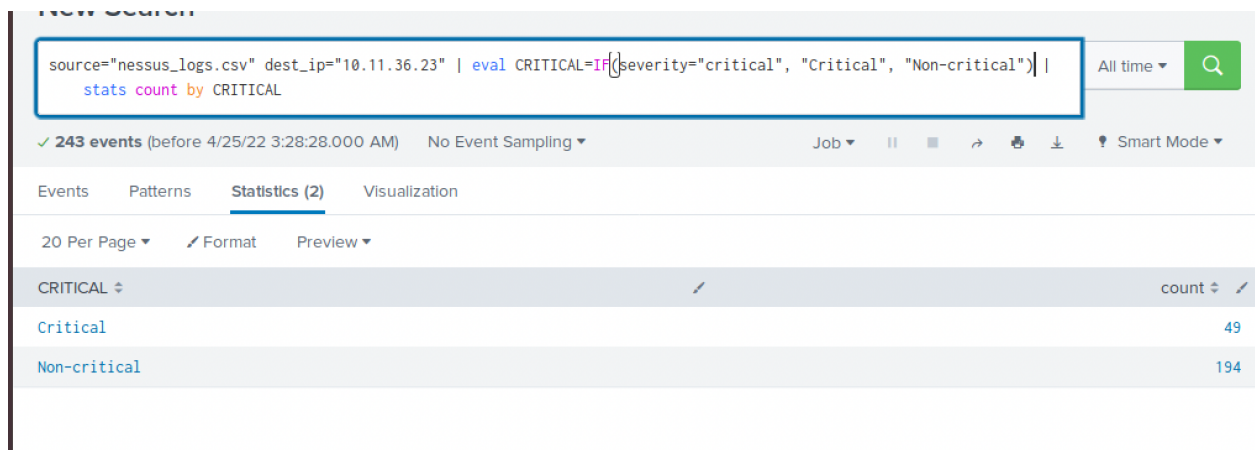 New Search
source="nessus_logs.csv" dest_ip="10.11.36.23" | eval CRITICAL=IF(severity="critical", "Critical", "Non-critical") |
stats count by CRITICAL
All time
243 events (before 4/25/22 3:28:28.000 AM) No Event Sampling
Job
Smart Mode
Events Patterns Statistics (2) Visualization
20 Per Page Format Preview
CRITICAL count
Critical 49
Non-critical 194